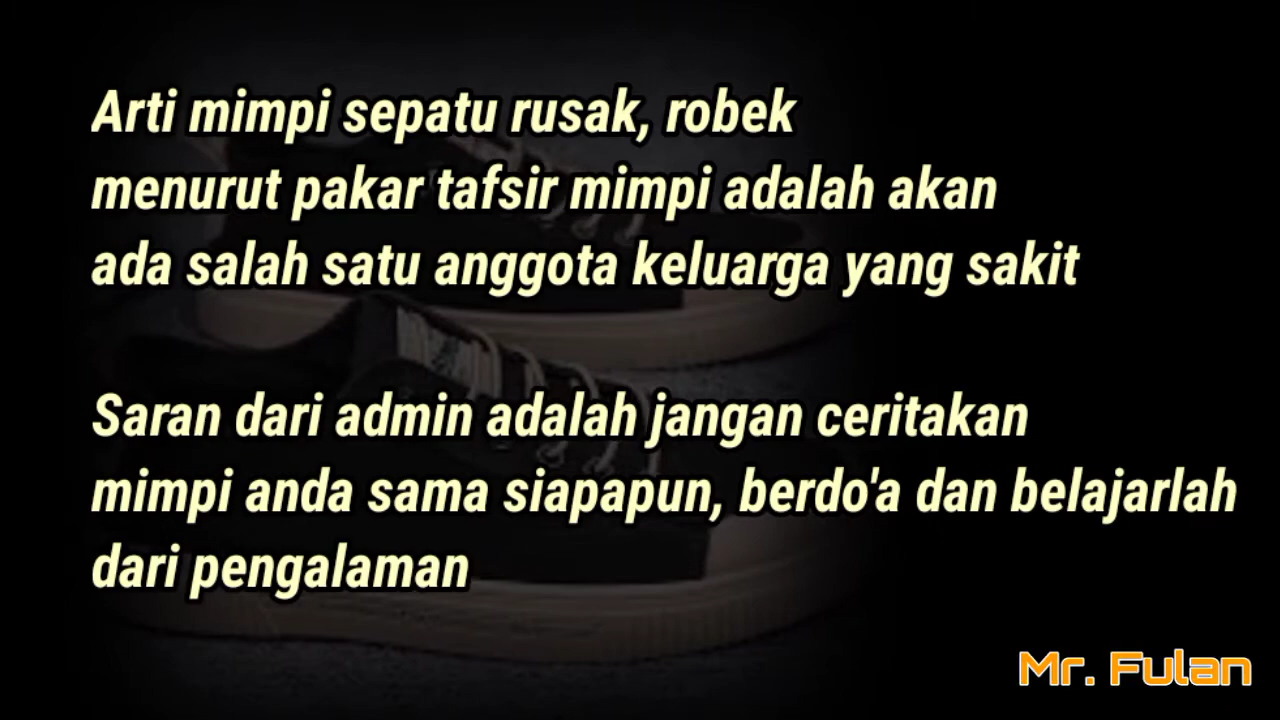 Arti mimpi sepatu rusak, robek
menurut pakar tafsir mimpi adalah akan
ada salah satu anggota keluarga yang sakit
Saran dari admin adalah jangan ceritakan
mimpi anda sama siapapun, berdo'a dan belajarlah
dari pengalaman
Mr. Fulan